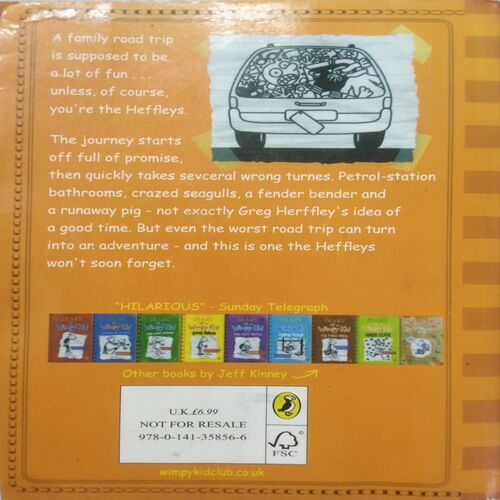 A family road trip
is supposed to be
a lot of fun . . .
unless, of course,
you're the Heffleys.
The journey starts
off full of promise,
then quickly takes sevceral wrong turnes. Petrol-station
bathrooms, crazed seagulls, a fender bender and
a runaway pig - not exactly Greg Herffley's idea of
a good time. But even the worst road trip can turn
into an adventure - and this is one the Heffleys
won't soon forget.
"HILARIOUS" - Sunday Telegraph
Other books by Jeff Kinney
U.K.£6.99
NOT FOR RESALE
978-0-141-35856-6
FSC
wimpykidclub.co.uk